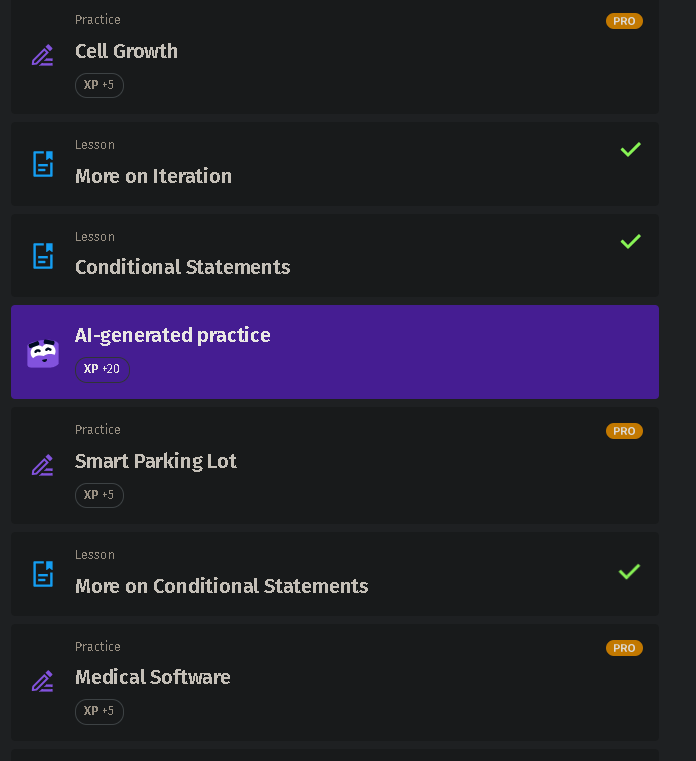 Practice
PRO
Cell Growth
XP +5
Lesson
More on Iteration
Lesson
Conditional Statements
AI-generated practice
XP +20
Practice
PRO
Smart Parking Lot
XP +5
Lesson
More on Conditional Statements
Practice
PRO
Medical Software
XP +5